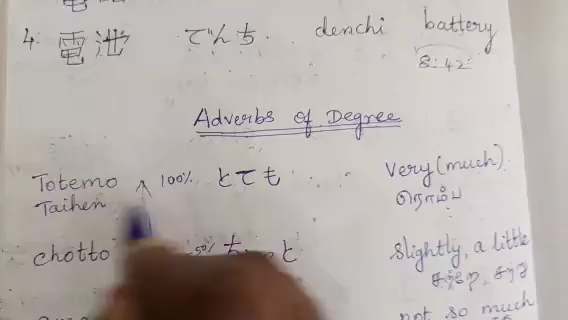 4. 電池 でんち denchi battery
8:42
Adverbs of Degree
Totemo 100% とても Very (much)
Taihen ரொம்ப
chotto 50% ちょっと slightly, a little
not so much